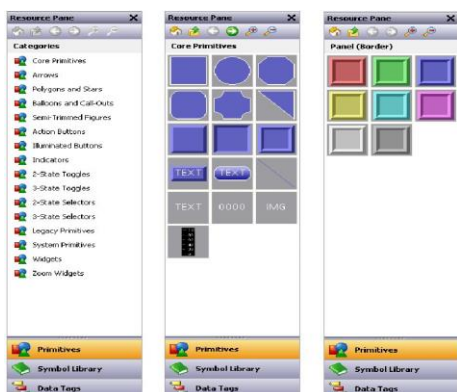 Resource Pane
Categories
Core Primitives
Arrows
Polygons and Stars
Balloons and Call-Outs
Semi-Trimmed Figures
Action Buttons
Illuminated Buttons
Indicators
2-State Toggles
3-State Toggles
2-State Selectors
3-State Selectors
Legacy Primitives
System Primitives
Widgets
Zoom Widgets
Primitives
Symbol Library
Data Tags
Resource Pane
Core Primitives
TEXT
TEXT
TEXT
0000
IMG
Primitives
Symbol Library
Data Tags
Resource Pane
Panel (Border)
Primitives
Symbol Library
Data Tags